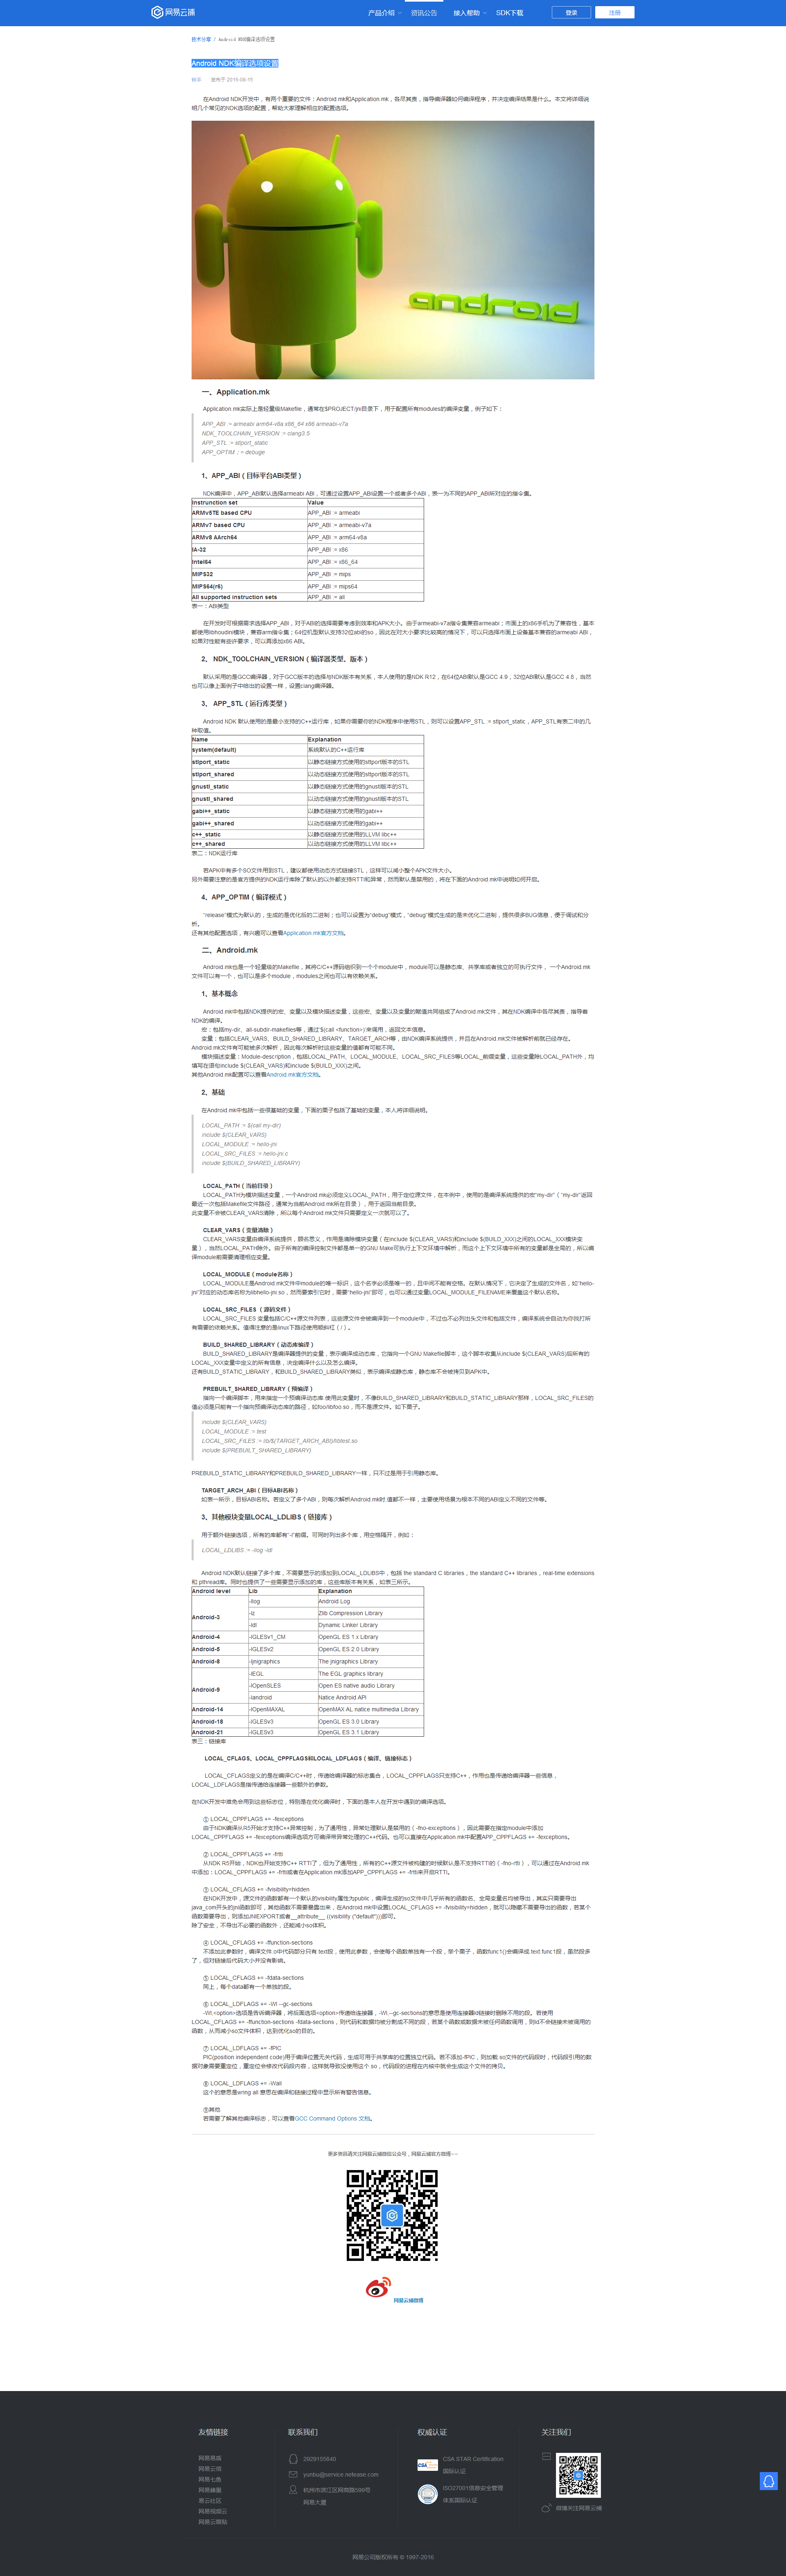 网易云捕
产品介绍
资讯公告
接入帮助
SDK下载
登录
注册
技术分享 / Android NDK编译选项设置
Android NDK编译选项设置
发布于 2016-06-15
在Android NDK开发中，有两个重要的文件：Android.mk和Application.mk，各尽其责，指导编译器如何编译程序，并决定编译结果是什么。本文将详细说
明几个常见的NDK选项的配置，帮助大家理解相应的配置选项。
android
一、Application.mk
Application.mk实际上是轻量级Makefile，通常在$PROJECT/jni目录下，用于配置所有modules的编译变量，例子如下：
APP_ABI := armeabi arm64-v8a x86_64 x86 armeabi-v7a
NDK_TOOLCHAIN_VERSION := clang3.5
APP_STL := stlport_static
APP_OPTIM：= debuge
1、APP_ABI（目标平台ABI类型）
NDK编译中，APP_ABI默认选择armeabi ABI，可通过设置APP_ABI设置一个或者多个ABI，表一为不同的APP_ABI所对应的指令集。
Instrunction set	Value
ARMv5TE based CPU	APP_ABI := armeabi
ARMv7 based CPU	APP_ABI := armeabi-v7a
ARMv8 AArch64	APP_ABI := arm64-v8a
IA-32	APP_ABI := x86
Intel64	APP_ABI := x86_64
MIPS32	APP_ABI := mips
MIPS64(r6)	APP_ABI := mips64
All supported instruction sets	APP_ABI := all
表一：ABI类型
在开发时可根据需求选择APP_ABI，对于ABI的选择需要考虑到效率和APK大小。由于armeabi-v7a指令集兼容armeabi；市面上的x86手机为了兼容性，基本
都使用libhoudini模块，兼容arm指令集；64位机型默认支持32位abi的so，因此在对大小要求比较高的情况下，可以只选择市面上设备基本兼容的armeabi ABI，
如果对性能有些许要求，可以再添加x86 ABI。
2、 NDK_TOOLCHAIN_VERSION（编译器类型、版本）
默认采用的是GCC编译器，对于GCC版本的选择与NDK版本有关系，本人使用的是NDK R12，在64位ABI默认是GCC 4.9，32位ABI默认是GCC 4.8，当然
也可以像上面例子中给出的设置一样，设置clang编译器。
3、 APP_STL（运行库类型）
Android NDK 默认使用的是最小支持的C++运行库，如果你需要你的NDK程序中使用STL，则可以设置APP_STL := stlport_static，APP_STL有表二中的几
种取值。
Name	Explanation
system(default)	系统默认的C++运行库
stlport_static	以静态链接方式使用的sttport版本的STL
stlport_shared	以动态链接方式使用的sttport版本的STL
gnustl_static	以静态链接方式使用的gnustl版本的STL
gnustl_shared	以动态链接方式使用的gnustl版本的STL
gabi++_static	以静态链接方式使用的gabi++
gabi++_shared	以动态链接方式使用的gabi++
c++_static	以静态链接方式使用的LLVM libc++
c++_shared	以动态链接方式使用的LLVM libc++
表二：NDK运行库
若APK中有多个SO文件用到STL，建议都使用动态方式链接STL，这样可以减小整个APK文件大小。
另外需要注意的是官方提供的NDK运行库除了默认的以外都支持RTTI和异常，然而默认是禁用的，将在下面的Android.mk中说明如何开启。
4、APP_OPTIM（编译模式）
“release”模式为默认的，生成的是优化后的二进制；也可以设置为“debug”模式，“debug”模式生成的是未优化二进制，提供很多BUG信息，便于调试和分
析。
还有其他配置选项，有兴趣可以查看Application.mk官方文档。
二、Android.mk
Android.mk也是一个轻量级的Makefile，其将C/C++源码组织到一个个module中，module可以是静态库、共享库或者独立的可执行文件， 一个Android.mk
文件可以有一个，也可以是多个module，modules之间也可以有依赖关系。
1、基本概念
Android.mk中包括NDK提供的宏、变量以及模块描述变量，这些宏、变量以及变量的赋值共同组成了Android.mk文件，其在NDK编译中各尽其责，指导着
NDK的编译。
宏：包括my-dir、all-subdir-makefiles等，通过‘$(call <function>)’来调用，返回文本信息。
变量：包括CLEAR_VARS、BUILD_SHARED_LIBRARY、TARGET_ARCH等，由NDK编译系统提供，并且在Android.mk文件被解析前就已经存在。
Android.mk文件有可能被多次解析，因此每次解析时这些变量的值都有可能不同。
模块描述变量：Module-description，包括LOCAL_PATH、LOCAL_MODULE、LOCAL_SRC_FILES等LOCAL_前缀变量，这些变量除LOCAL_PATH外，均
填写在语句include $(CLEAR_VARS)和include $(BUILD_XXX)之间。
其他Android.mk配置可以查看Android.mk官方文档。
2、基础
在Android.mk中包括一些很基础的变量，下面的栗子包括了基础的变量，本人将详细说明。
LOCAL_PATH := $(call my-dir)
include $(CLEAR_VARS)
LOCAL_MODULE := hello-jni
LOCAL_SRC_FILES := hello-jni.c
include $(BUILD_SHARED_LIBRARY)
LOCAL_PATH（当前目录）
LOCAL_PATH为模块描述变量，一个Android.mk必须定义LOCAL_PATH，用于定位源文件，在本例中，使用的是编译系统提供的宏“my-dir”（“my-dir”返回
最近一次包括Makefile文件路径，通常为当前Android.mk所在目录），用于返回当前目录。
此变量不会被CLEAR_VARS清除，所以每个Android.mk文件只需要定义一次就可以了。
CLEAR_VARS（变量清除）
CLEAR_VARS变量由编译系统提供，顾名思义，作用是清除模块变量（在include $(CLEAR_VARS)和include $(BUILD_XXX)之间的LOCAL_XXX模块变
量），当然LOCAL_PATH除外。由于所有的编译控制文件都是单一的GNU Make可执行上下文环境中解析，而这个上下文环境中所有的变量都是全局的，所以编
译module前需要清理相应变量。
LOCAL_MODULE（module名称）
LOCAL_MODULE是Android.mk文件中module的唯一标识，这个名字必须是唯一的，且中间不能有空格。在默认情况下，它决定了生成的文件名，如“hello-
jni”对应的动态库名称为libhello-jni.so，然而要索引它时，需要“hello-jni”即可，也可以通过变量LOCAL_MODULE_FILENAME来覆盖这个默认名称。
LOCAL_SRC_FILES （源码文件）
LOCAL_SRC_FILES 变量包括C/C++源文件列表，这些源文件会被编译到一个module中，不过也不必列出头文件和包括文件，编译系统会自动为你找打所
有需要的依赖关系。值得注意的是linux下路径使用顺斜杠（ / ）。
BUILD_SHARED_LIBRARY（动态库编译）
BUILD_SHARED_LIBRARY是编译器提供的变量，表示编译成动态库，它指向一个GNU Makefile脚本，这个脚本收集从include $(CLEAR_VARS)后所有的
LOCAL_XXX变量中定义的所有信息，决定编译什么以及怎么编译。
还有BUILD_STATIC_LIBRARY，和BUILD_SHARED_LIBRARY类似，表示编译成静态库，静态库不会被拷贝到APK中。
PREBUILT_SHARED_LIBRARY（预编译）
指向一个编译脚本，用来指定一个预编译动态库.使用此变量时，不像BUILD_SHARED_LIBRARY和BUILD_STATIC_LIBRARY那样，LOCAL_SRC_FILES的
值必须是只能有一个指向预编译动态库的路径，如foo/libfoo.so，而不是源文件。如下栗子。
include $(CLEAR_VARS)
LOCAL_MODULE := test
LOCAL_SRC_FILES := lib/$(TARGET_ARCH_ABI)/libtest.so
include $(PREBUILT_SHARED_LIBRARY)
PREBUILD_STATIC_LIBRARY和PREBUILD_SHARED_LIBRARY一样，只不过是用于引用静态库。
TARGET_ARCH_ABI（目标ABI名称）
如表一所示，目标ABI名称。若定义了多个ABI，则每次解析Android.mk时.值都不一样，主要使用场景为根本不同的ABI定义不同的文件等。
3、其他模块变量LOCAL_LDLIBS（链接库）
用于额外链接选项，所有的库都有“-l”前缀。可同时列出多个库，用空格隔开，例如：
LOCAL_LDLIBS := -llog -ldl
Android NDK默认链接了多个库，不需要显示的添加到LOCAL_LDLIBS中，包括 the standard C libraries，the standard C++ libraries，real-time extensions
和 pthread库。同时也提供了一些需要显示添加的库，这些库版本有关系，如表三所示。
Android level	Lib	Explanation
Android-3	-llog	Android Log
-lz	Zlib Compression Library
-ldl	Dynamic Linker Library
Android-4	-lGLESv1_CM	OpenGL ES 1.x Library
Android-5	-lGLESv2	OpenGL ES 2.0 Library
Android-8	-ljnigraphics	The jnigraphics Library
Android-9	-lEGL	The EGL graphics library
-lOpenSLES	Open ES native audio Library
-landroid	Natice Android API
Android-14	-lOpenMAXAL	OpenMAX AL natice multimedia Library
Android-18	-lGLESv3	OpenGL ES 3.0 Library
Android-21	-lGLESv3	OpenGL ES 3.1 Library
表三：链接库
LOCAL_CFLAGS、LOCAL_CPPFLAGS和LOCAL_LDFLAGS（编译、链接标志）
LOCAL_CFLAGS定义的是在编译C/C++时，传递给编译器的标志集合，LOCAL_CPPFLAGS只支持C++，作用也是传递给编译器一些信息，
LOCAL_LDFLAGS是指传递给连接器一些额外的参数。
在NDK开发中难免会用到这些标志位，特别是在优化编译时，下面的是本人在开发中遇到的编译选项。
① LOCAL_CPPFLAGS += -fexceptions
由于NDK编译从R5开始才支持C++异常控制，为了通用性，异常处理默认是禁用的（-fno-exceptions），因此需要在指定module中添加
LOCAL_CPPFLAGS += -fexceptions编译选项方可编译带异常处理的C++代码。也可以直接在Application.mk中配置APP_CPPFLAGS += -fexceptions。
② LOCAL_CPPFLAGS += -frtti
从NDK R5开始，NDK也开始支持C++ RTTI了，但为了通用性，所有的C++源文件被构建的时候默认是不支持RTTI的（-fno-rtti），可以通过在Android.mk
中添加：LOCAL_CPPFLAGS += -frtti或者在Application.mk添加APP_CPPFLAGS += -frtti来开启RTTI。
③ LOCAL_CFLAGS += -fvisibility=hidden
在NDK开发中，源文件的函数都有一个默认的visibility属性为public，编译生成的so文件中几乎所有的函数名、全局变量名均被导出，其实只需要导出
java_com开头的jni函数即可，其他函数不需要暴露出来，在Android.mk中设置LOCAL_CFLAGS += -fvisibility=hidden，就可以隐藏不需要导出的函数，若某个
函数需要导出，则添加JNIEXPORT或者__attribute__ ((visibility ("default")))即可。
除了安全，不导出不必要的函数外，还能减小so体积。
④ LOCAL_CFLAGS += -ffunction-sections
不添加此参数时，编译文件.o中代码部分只有.text段，使用此参数，会使每个函数单独有一个段，举个栗子，函数func1()会编译成.text.func1段，虽然段多
了，但对链接后代码大小并没有影响。
⑤ LOCAL_CFLAGS += -fdata-sections
同上，每个data都有一个单独的段。
⑥ LOCAL_LDFLAGS += -Wl,--gc-sections
-Wl,<option>选项是告诉编译器，将后面选项<option>传递给连接器，-Wl,--gc-sections的意思是使用连接器ld链接时删除不用的段。若使用
LOCAL_CFLAGS += -ffunction-sections -fdata-sections，则代码和数据均被分割成不同的段，若某个函数或数据未被任何函数调用，则ld不会链接未被调用的
函数，从而减小so文件体积，达到优化so的目的。
⑦ LOCAL_LDFLAGS += -fPIC
PIC(position independent code)用于编译位置无关代码，生成可用于共享库的位置独立代码。若不添加-fPIC，则加载.so文件的代码段时，代码段引用的数
据对象需要重定位，重定位会修改代码段内容，这样就导致没使用这个.so，代码段的进程在内核中就会生成这个文件的拷贝。
⑧ LOCAL_LDFLAGS += -Wall
这个的意思是wring all 意思在编译和链接过程中显示所有警告信息。
⑨其他
若需要了解其他编译标志，可以查看GCC Command Options 文档。
更多资讯请关注网易云捕微信公众号，网易云捕官方微博~~
网易云捕微博
友情链接
网易易盾
网易云信
网易七鱼
网易蜂巢
易云社区
网易视频云
网易云聚贴
联系我们
2829155840
yunbu@service.netease.com
杭州市滨江区网商路599号
网易大厦
权威认证
CSA STAR Certification
国际认证
ISO27001信息安全管理
体系国际认证
关注我们
微博关注网易云捕
网易公司版权所有 © 1997-2016